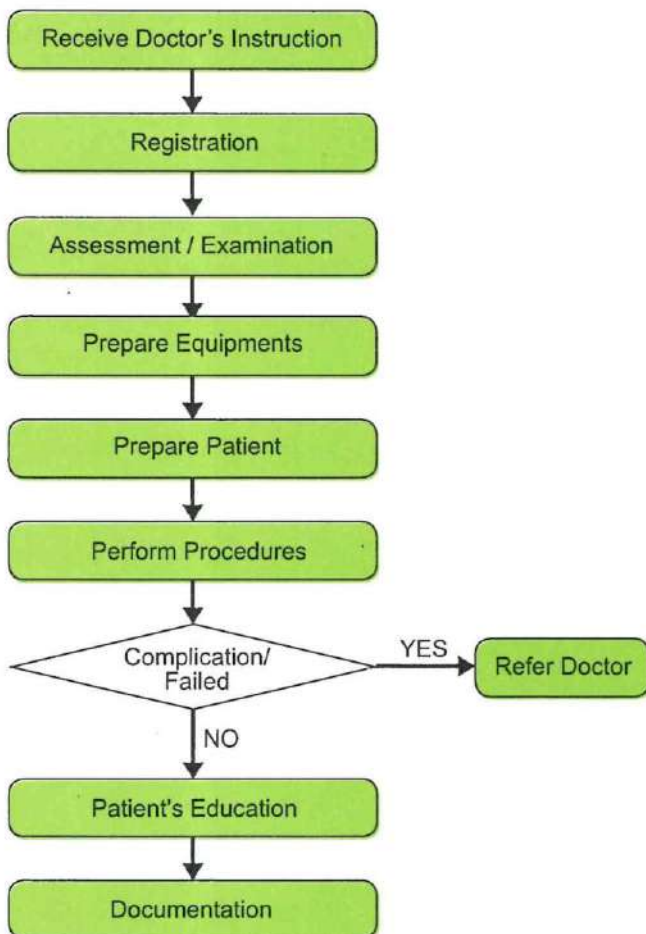 Receive Doctor's Instruction
Registration
Assessment / Examination
Prepare Equipments
Prepare Patient
Perform Procedures
Complication/
Failed
YES
Refer Doctor
NO
Patient's Education
Documentation